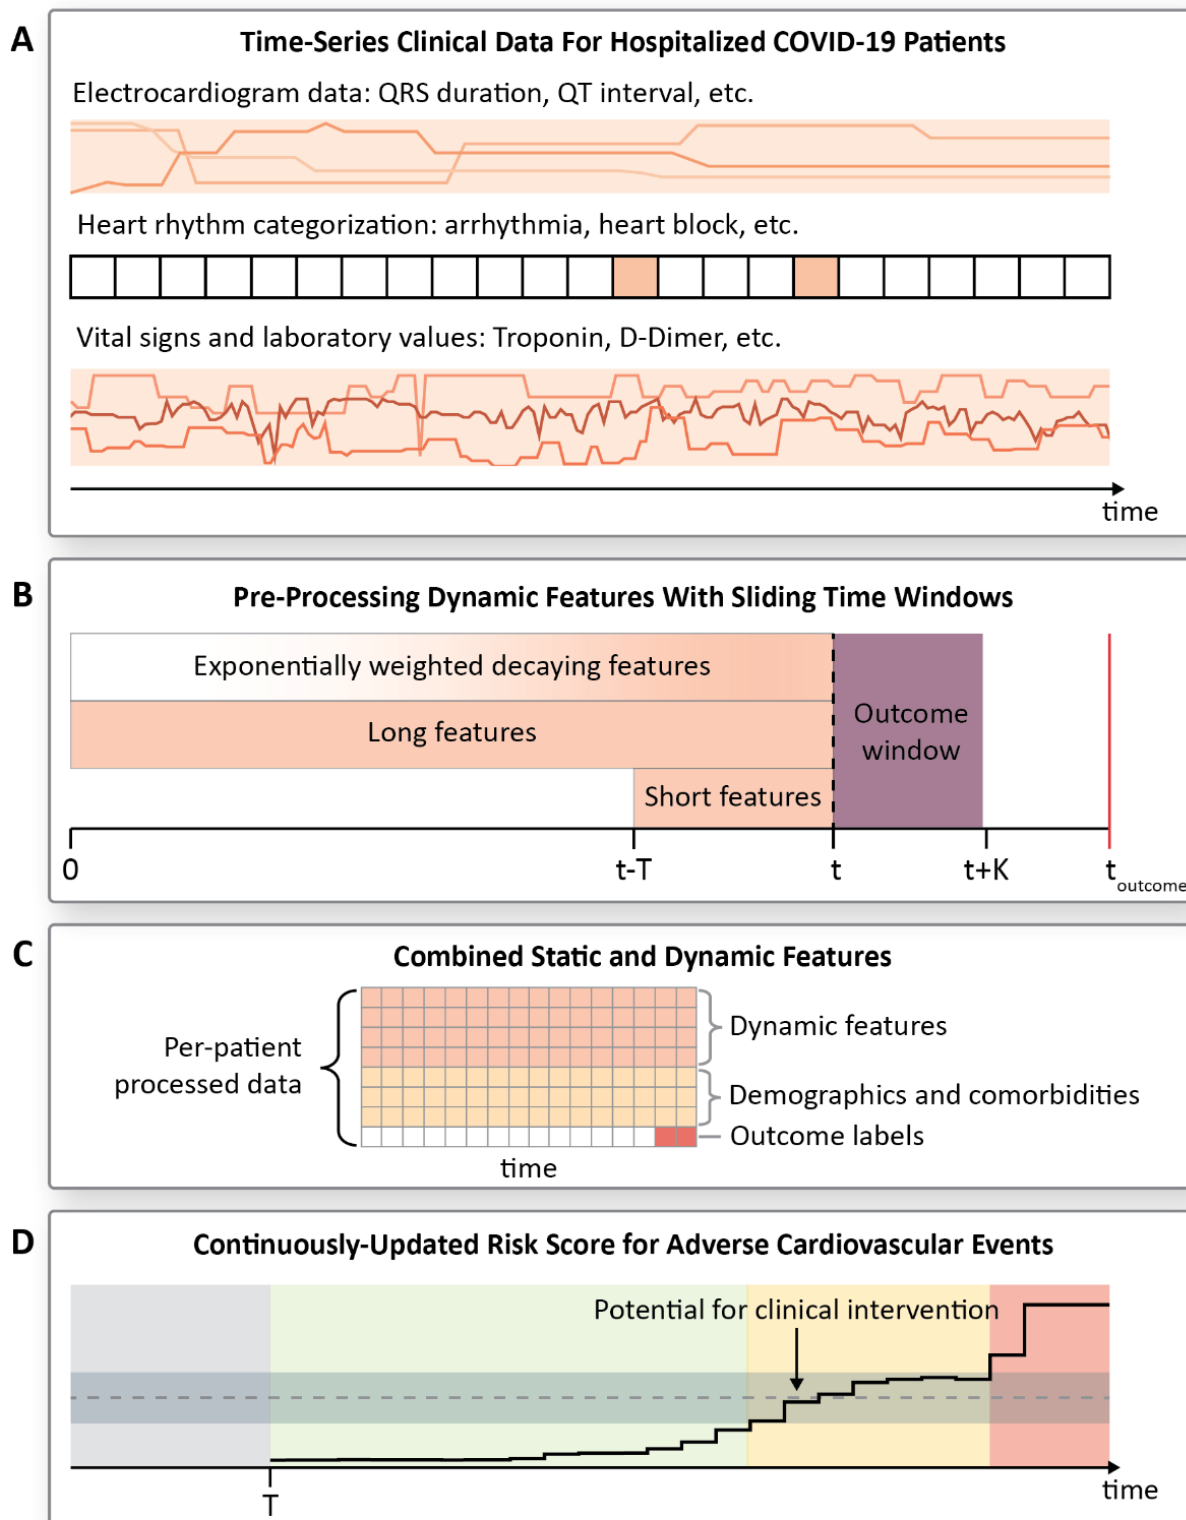 A
Time-Series Clinical Data For Hospitalized COVID-19 Patients
Electrocardiogram data: QRS duration, QT interval, etc.
Heart rhythm categorization: arrhythmia, heart block, etc.
Vital signs and laboratory values: Troponin, D-Dimer, etc.
time
B
Pre-Processing Dynamic Features With Sliding Time Windows
Exponentially weighted decaying features
Long features
Outcome
window
Short features
0
t-T
t
t+K
t outcome
C
Combined Static and Dynamic Features
Per-patient
processed data
Dynamic features
Demographics and comorbidities
Outcome labels
time
D
Continuously-Updated Risk Score for Adverse Cardiovascular Events
Potential for clinical intervention
T
time